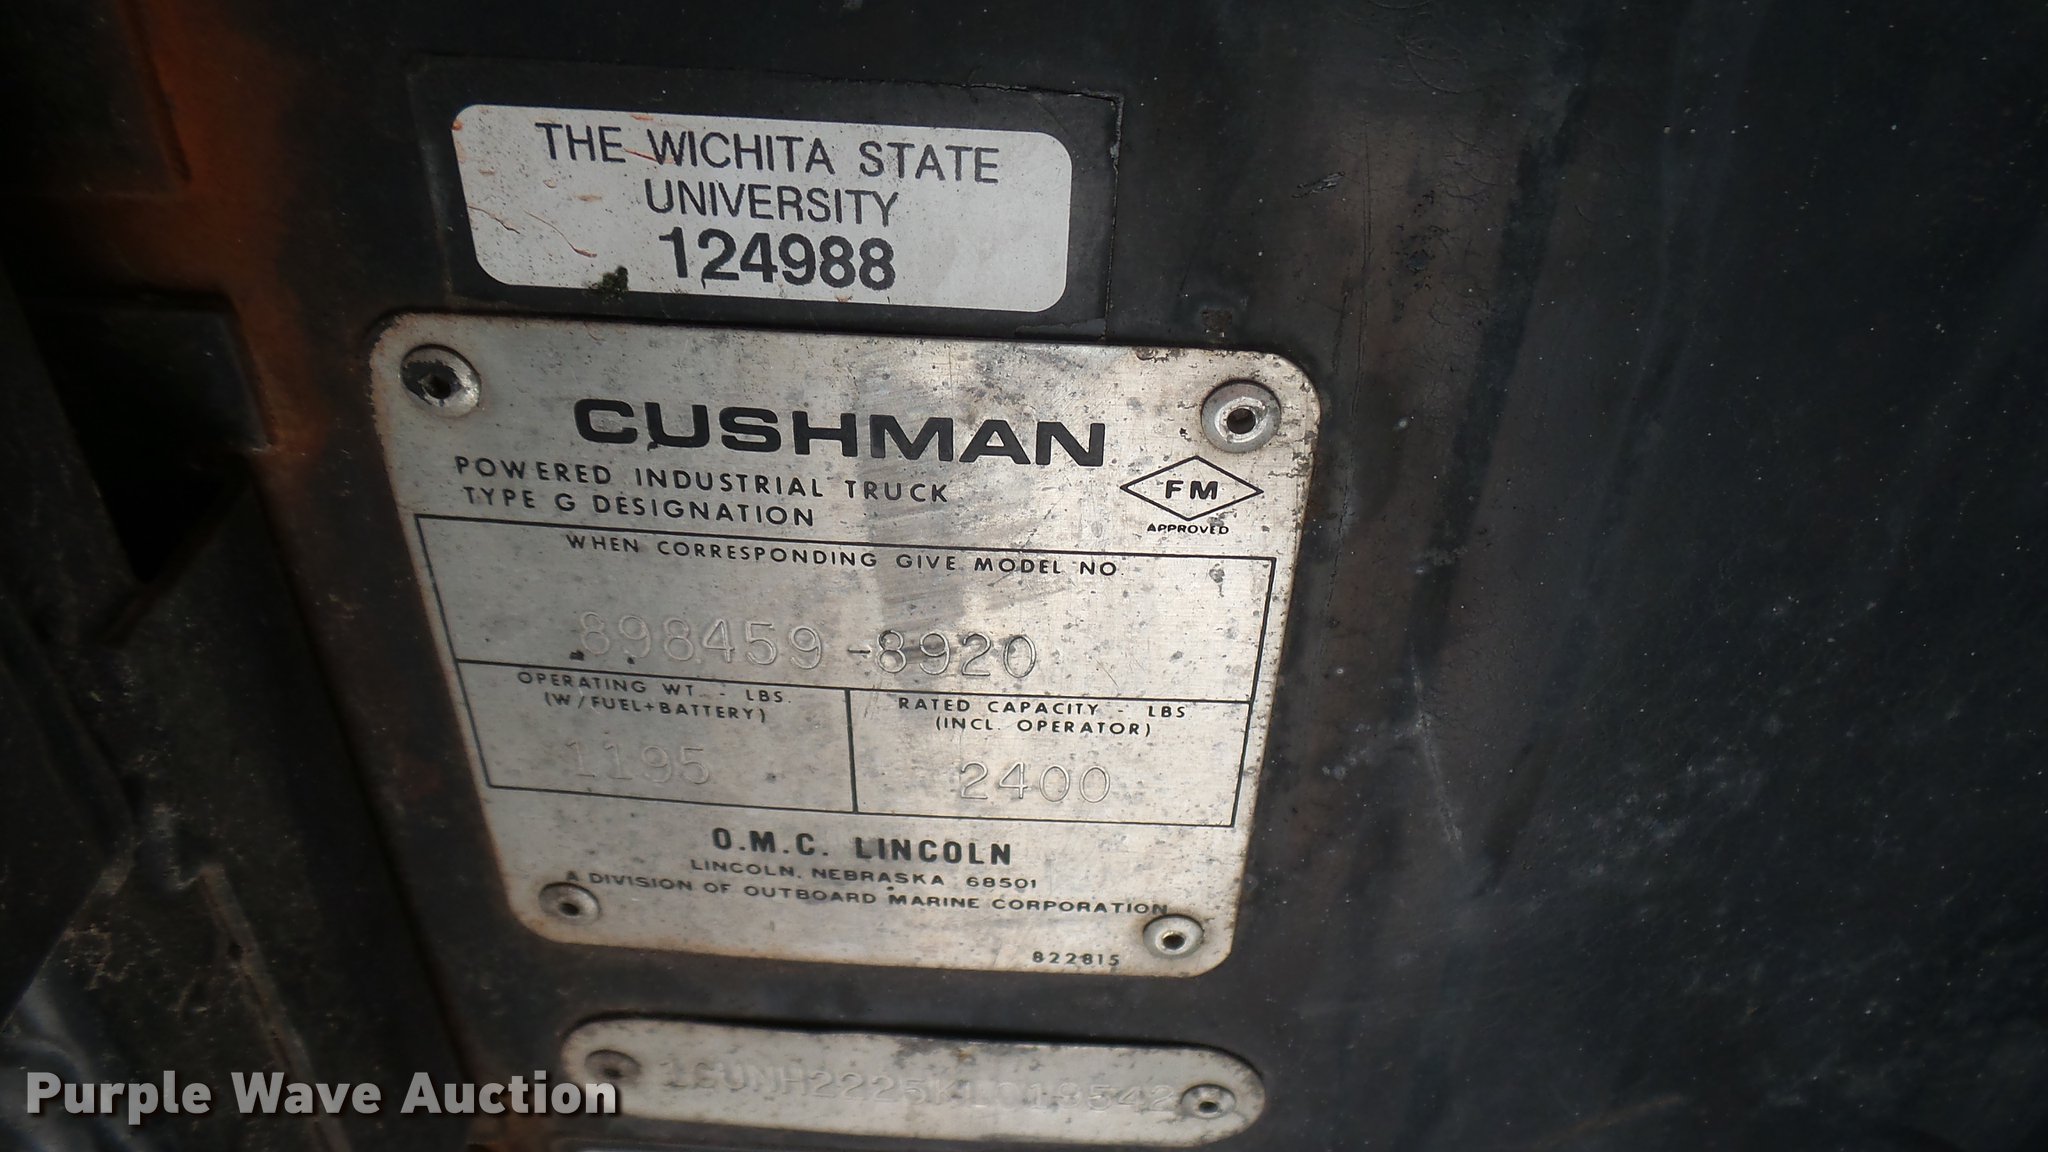 THE WICHITA STATE
UNIVERSITY
124988
CUSHMAN
POWERED INDUSTRIAL TRUCK
TYPE G DESIGNATION
FM
APPROVED
WHEN CORRESPONDING GIVE MODEL NO.
898459-8920
OPERATING WT. - LBS.
(W/FUEL+BATTERY)
1195
RATED CAPACITY - LBS
(INCL. OPERATOR)
2400
O.M.C. LINCOLN
LINCOLN, NEBRASKA 68501
A DIVISION OF OUTBOARD MARINE CORPORATION
822815
Purple Wave Auction